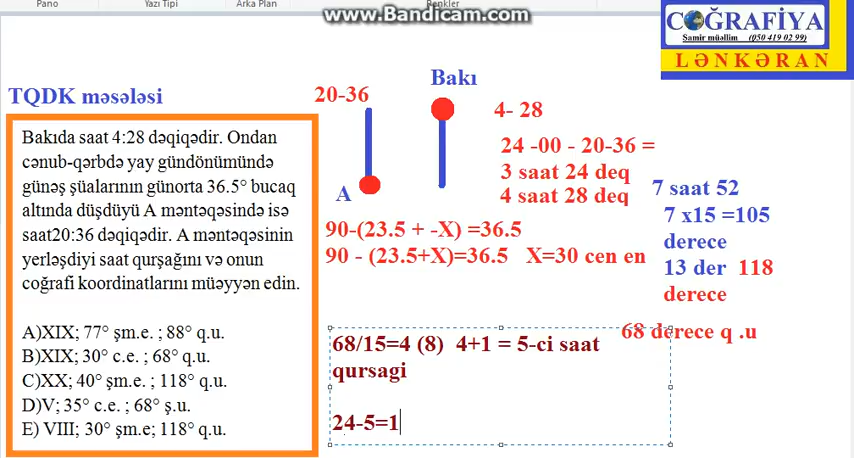 Pano
Yazı Tipi
Arka Plan
Renkler
www.Bandicam.com
COĞRAFİYA
Samir müəllim (050 419 02 99)
LƏNKƏRAN
TQDK məsələsi
Bakıda saat 4:28 dəqiqədir. Ondan
cənub-qərbdə yay gündönümündə
günəş şüalarının günorta 36.5° bucaq
altında düşdüyü A məntəqəsində isə
saat20:36 dəqiqədir. A məntəqəsinin
yerləşdiyi saat qurşağını və onun
coğrafi koordinatlarını müəyyən edin.
A)XIX; 77° şm.e. ; 88° q.u.
B)XIX; 30° c.e. ; 68° q.u.
C)XX; 40° şm.e. ; 118° q.u.
D)V; 35° c.e. ; 68° ş.u.
E) VIII; 30° şm.e; 118° q.u.
20-36
Bakı
A
4- 28
24 -00 - 20-36 =
3 saat 24 deq
4 saat 28 deq
90-(23.5 + -X) =36.5
90 - (23.5+X)=36.5 X=30 cen en
7 saat 52
7 x15 =105
derece
13 der 118
derece
68 derece q .u
68/15=4 (8) 4+1 = 5-ci saat
qursagi
24-5=1